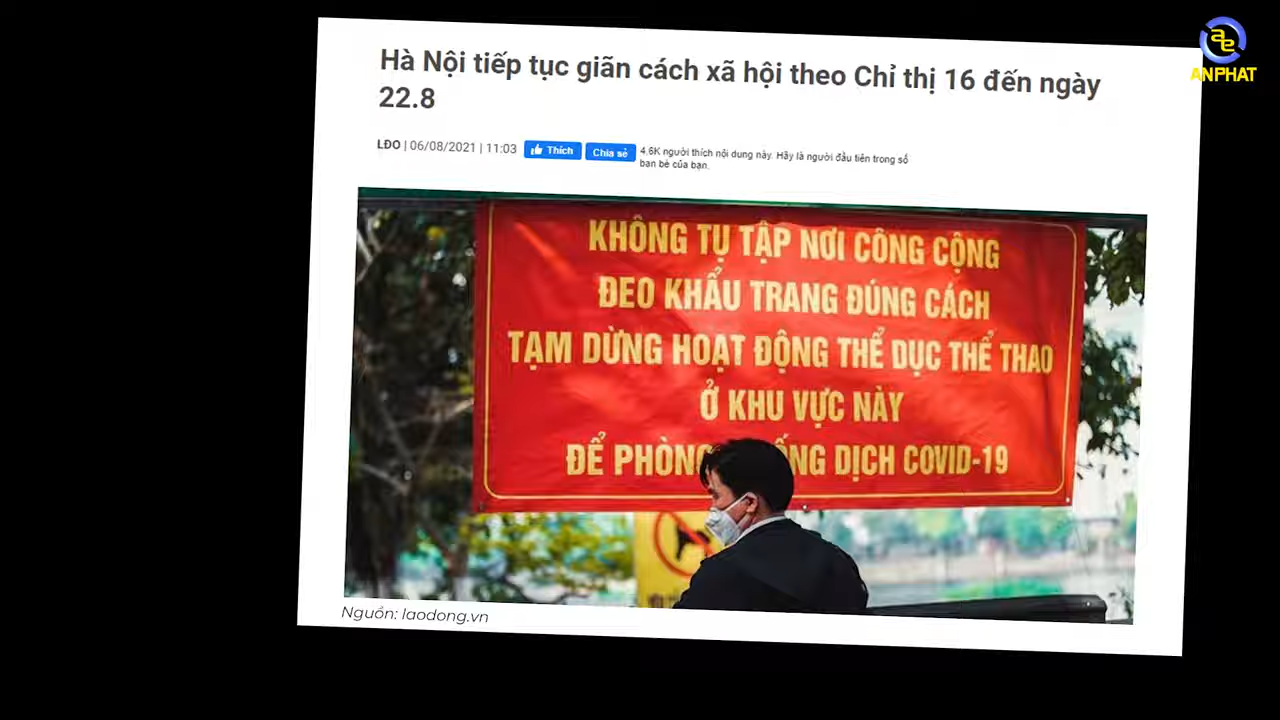 Hà Nội tiếp tục giãn cách xã hội theo Chỉ thị 16 đến ngày
22.8
LĐO | 06/08/2021 | 11:03
Thích
Chia sẻ
4.6K người thích nội dung này. Hãy là người đầu tiên trong số
bạn bè của bạn.
KHÔNG TỤ TẬP NƠI CÔNG CỘNG
ĐEO KHẨU TRANG ĐÚNG CÁCH
TẠM DỪNG HOẠT ĐỘNG THỂ DỤC THỂ THAO
Ở KHU VỰC NÀY
ĐỂ PHÒNG ỐNG DỊCH COVID-19
Nguồn: laodong.vn
ae
ANPHAT